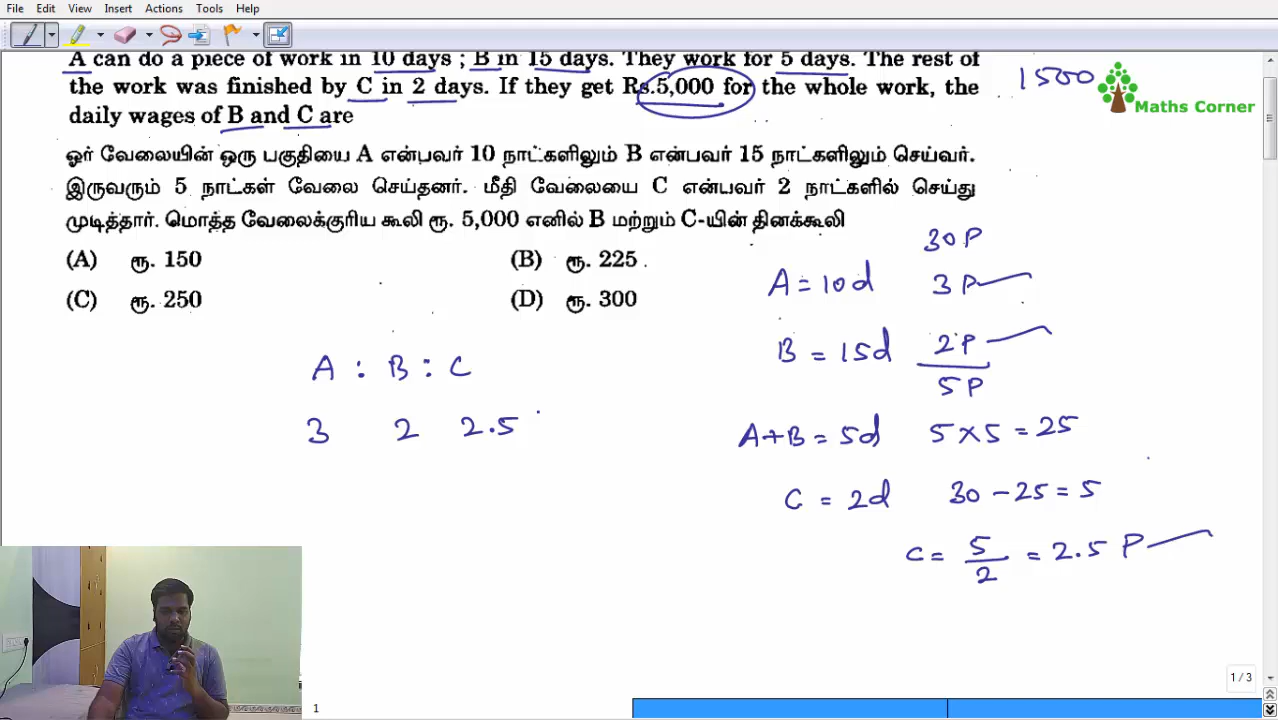 File Edit View Insert Actions Tools Help
A can do a piece of work in 10 days ; B in 15 days. They work for 5 days. The rest of
the work was finished by C in 2 days. If they get Rs.5,000 for the whole work, the
daily wages of B and C are
1500
Maths Corner
ஓர் வேலையின் ஒரு பகுதியை A என்பவர் 10 நாட்களிலும் B என்பவர் 15 நாட்களிலும் செய்வர்.
இருவரும் 5 நாட்கள் வேலை செய்தனர். மீதி வேலையை C என்பவர் 2 நாட்களில் செய்து
முடித்தார். மொத்த வேலைக்குரிய கூலி ரூ. 5,000 எனில் B மற்றும் C-யின் தினக்கூலி
(A) ரூ. 150
(B) ரூ. 225
(C) ரூ. 250
(D) ரூ. 300
30P
A = 10d 3P
B = 15d 2P
5P
A : B : C
3 2 2.5
A+B = 5d 5×5 = 25
C = 2d 30 - 25 = 5
C = 5/2 = 2.5 P
1 / 3
1